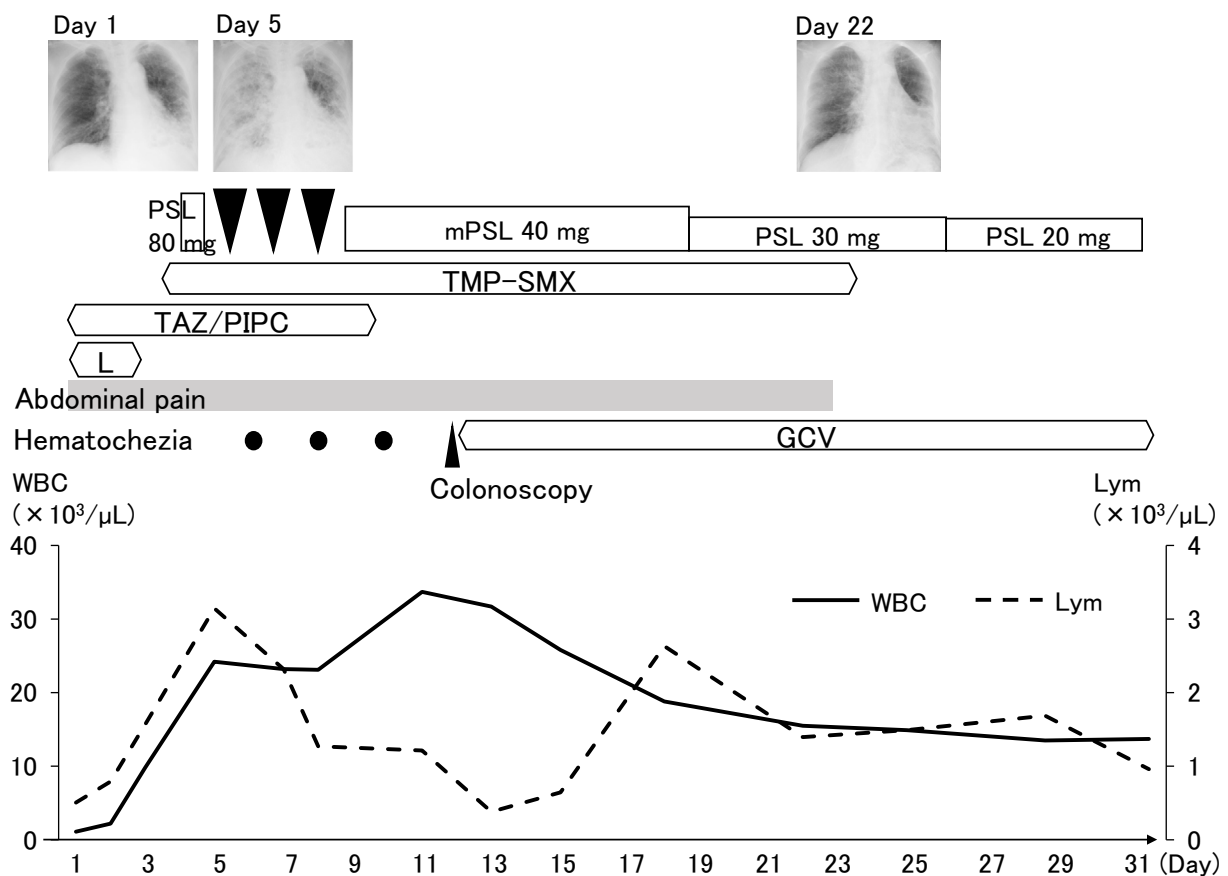 Day 1
Day 5
Day 22
PSL
80 mg
mPSL 40 mg
PSL 30 mg
PSL 20 mg
TMP-SMX
TAZ/PIPC
L
Abdominal pain
Hematochezia
GCV
Colonoscopy
WBC
(×10³/μL)
Lym
(×10³/μL)
40
30
20
10
0
WBC
Lym
4
3
2
1
0
1 3 5 7 9 11 13 15 17 19 21 23 25 27 29 31 (Day)